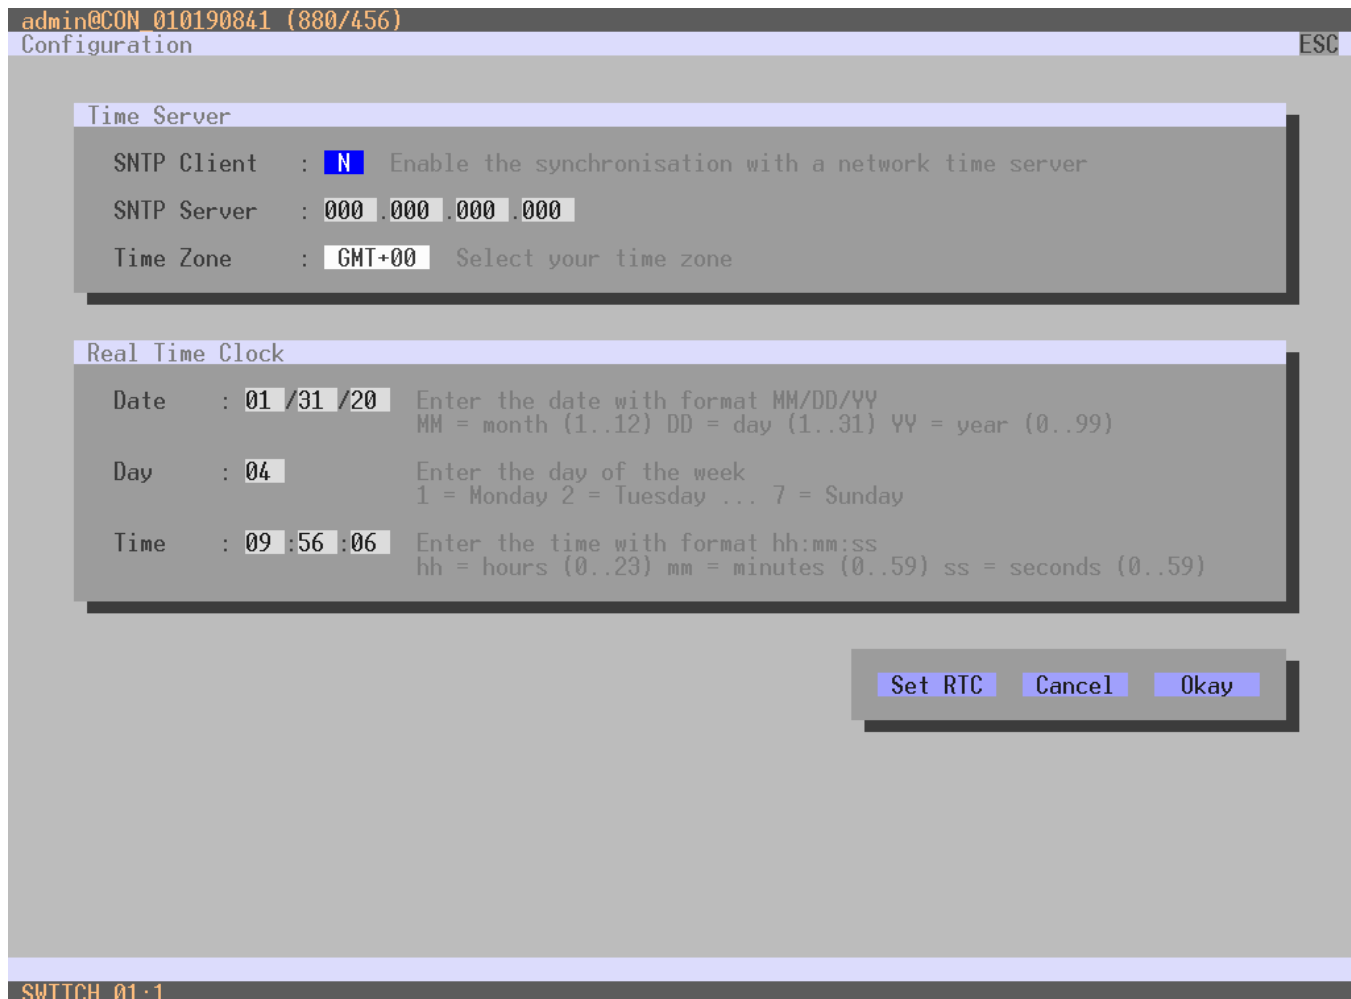 admin@CON_010190841 (880/456)
Configuration ESC
Time Server
SNTP Client : N Enable the synchronisation with a network time server
SNTP Server : 000 .000 .000 .000
Time Zone : GMT+00 Select your time zone
Real Time Clock
Date : 01 /31 /20 Enter the date with format MM/DD/YY
MM = month (1..12) DD = day (1..31) YY = year (0..99)
Day : 04 Enter the day of the week
1 = Monday 2 = Tuesday ... 7 = Sunday
Time : 09 :56 :06 Enter the time with format hh:mm:ss
hh = hours (0..23) mm = minutes (0..59) ss = seconds (0..59)
Set RTC Cancel Okay
SWITCH 01:1